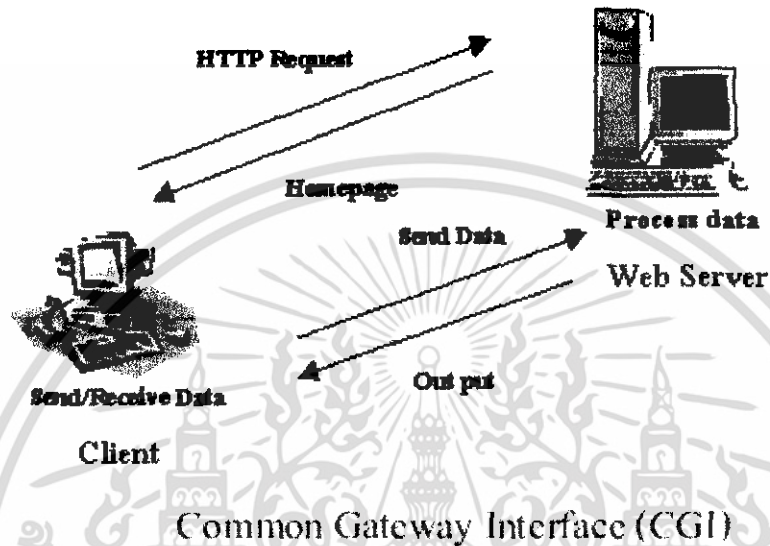 HTTP Request
Homepage
Process data
Send Data
Web Server
Out put
Send/Receive Data
Client
Common Gateway Interface (CGI)